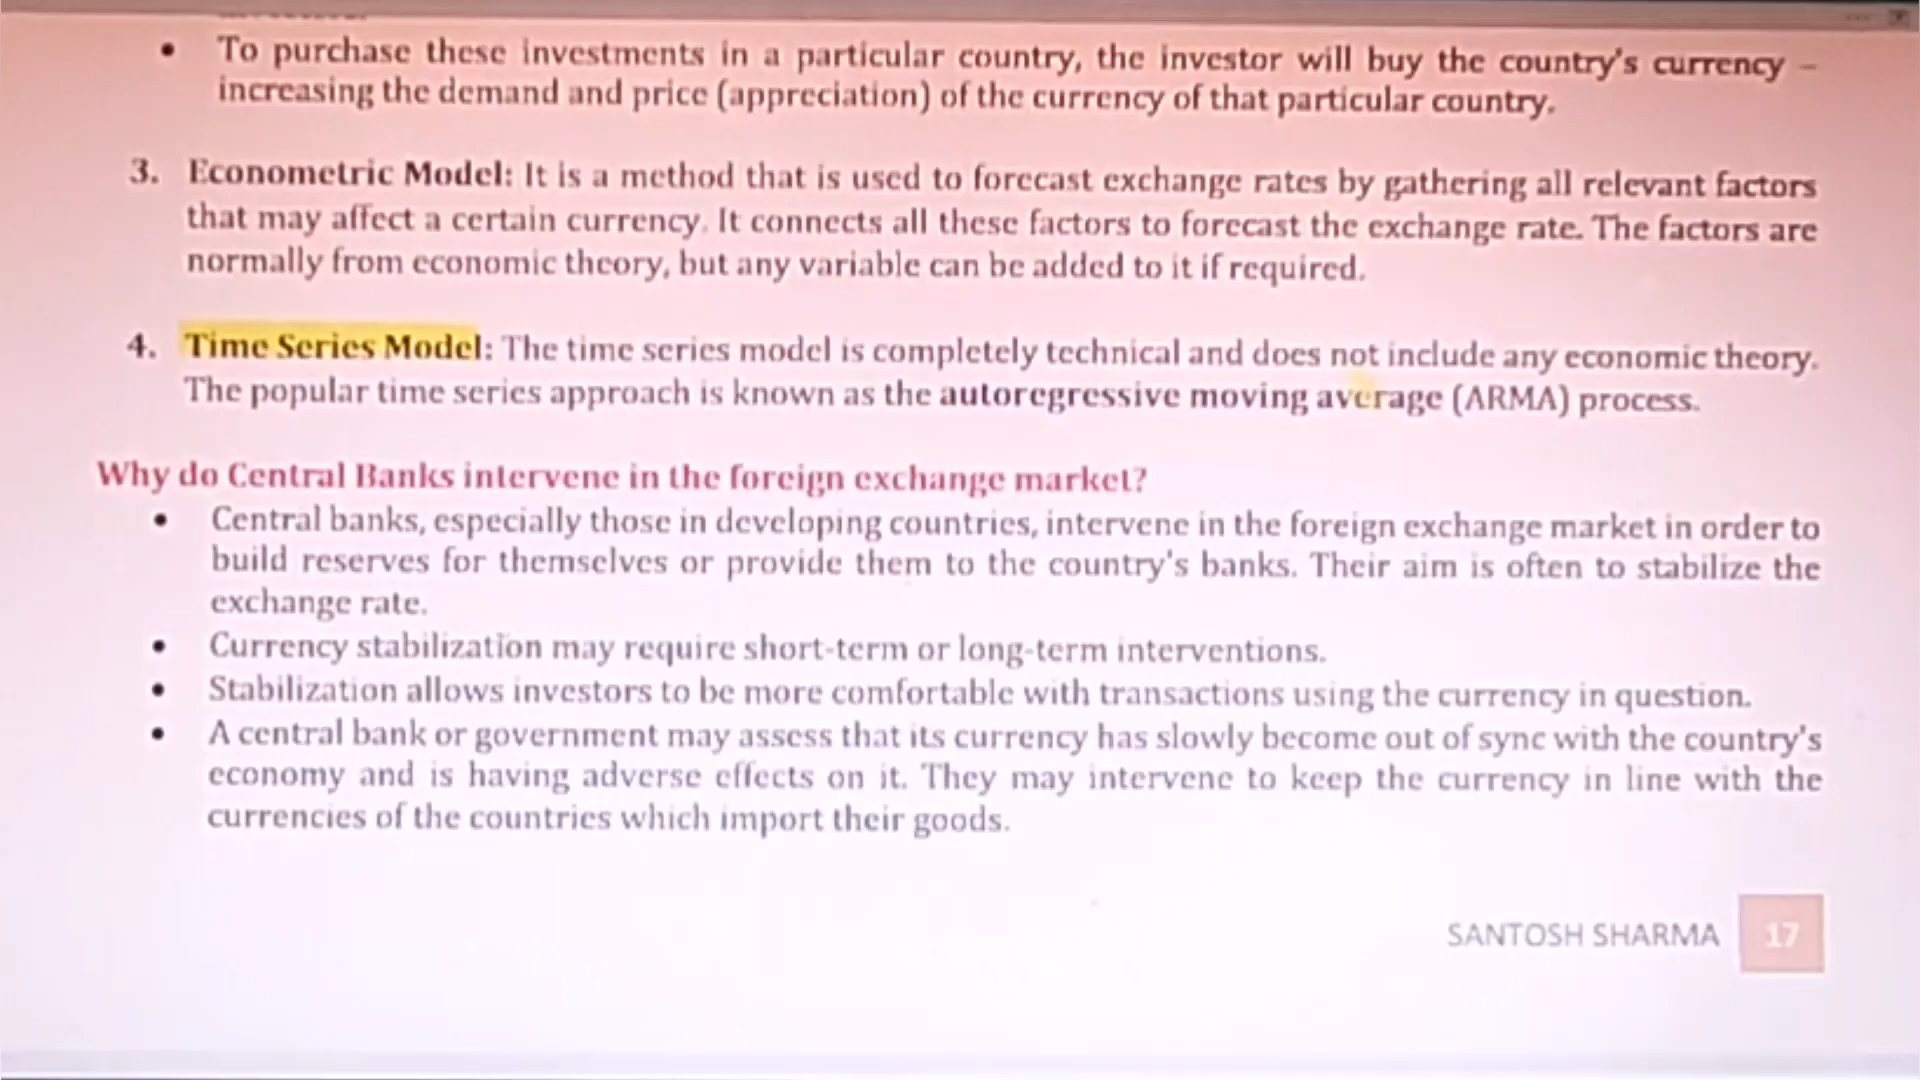 • To purchase these investments in a particular country, the investor will buy the country's currency –
increasing the demand and price (appreciation) of the currency of that particular country.
3. Econometric Model: It is a method that is used to forecast exchange rates by gathering all relevant factors
that may affect a certain currency. It connects all these factors to forecast the exchange rate. The factors are
normally from economic theory, but any variable can be added to it if required.
4. Time Series Model: The time series model is completely technical and does not include any economic theory.
The popular time series approach is known as the autoregressive moving average (ARMA) process.
Why do Central Banks intervene in the foreign exchange market?
• Central banks, especially those in developing countries, intervene in the foreign exchange market in order to
build reserves for themselves or provide them to the country's banks. Their aim is often to stabilize the
exchange rate.
• Currency stabilization may require short-term or long-term interventions.
• Stabilization allows investors to be more comfortable with transactions using the currency in question.
• A central bank or government may assess that its currency has slowly become out of sync with the country's
economy and is having adverse effects on it. They may intervene to keep the currency in line with the
currencies of the countries which import their goods.
SANTOSH SHARMA 17